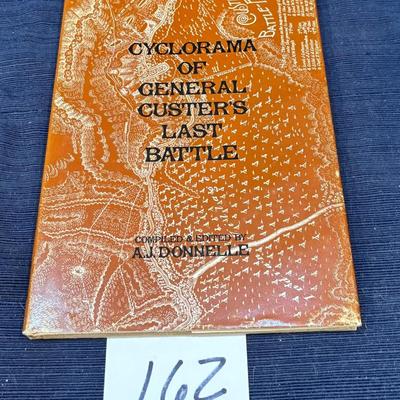 CYCLORAMA
OF
GENERAL
CUSTER'S
LAST
BATTLE
COMPILED & EDITED BY
A.J. DONNELLE
162